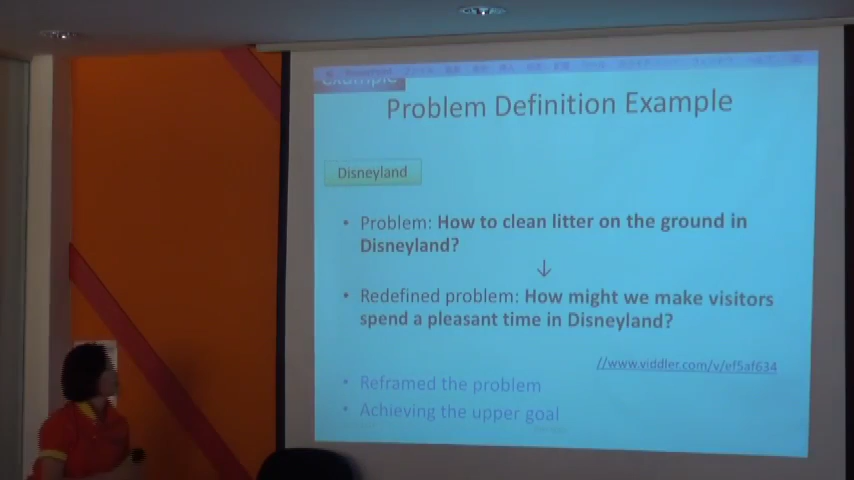 example
Problem Definition Example
Disneyland
• Problem: How to clean litter on the ground in
Disneyland?
↓
• Redefined problem: How might we make visitors
spend a pleasant time in Disneyland?
//www.viddler.com/v/ef5af634
• Reframed the problem
• Achieving the upper goal